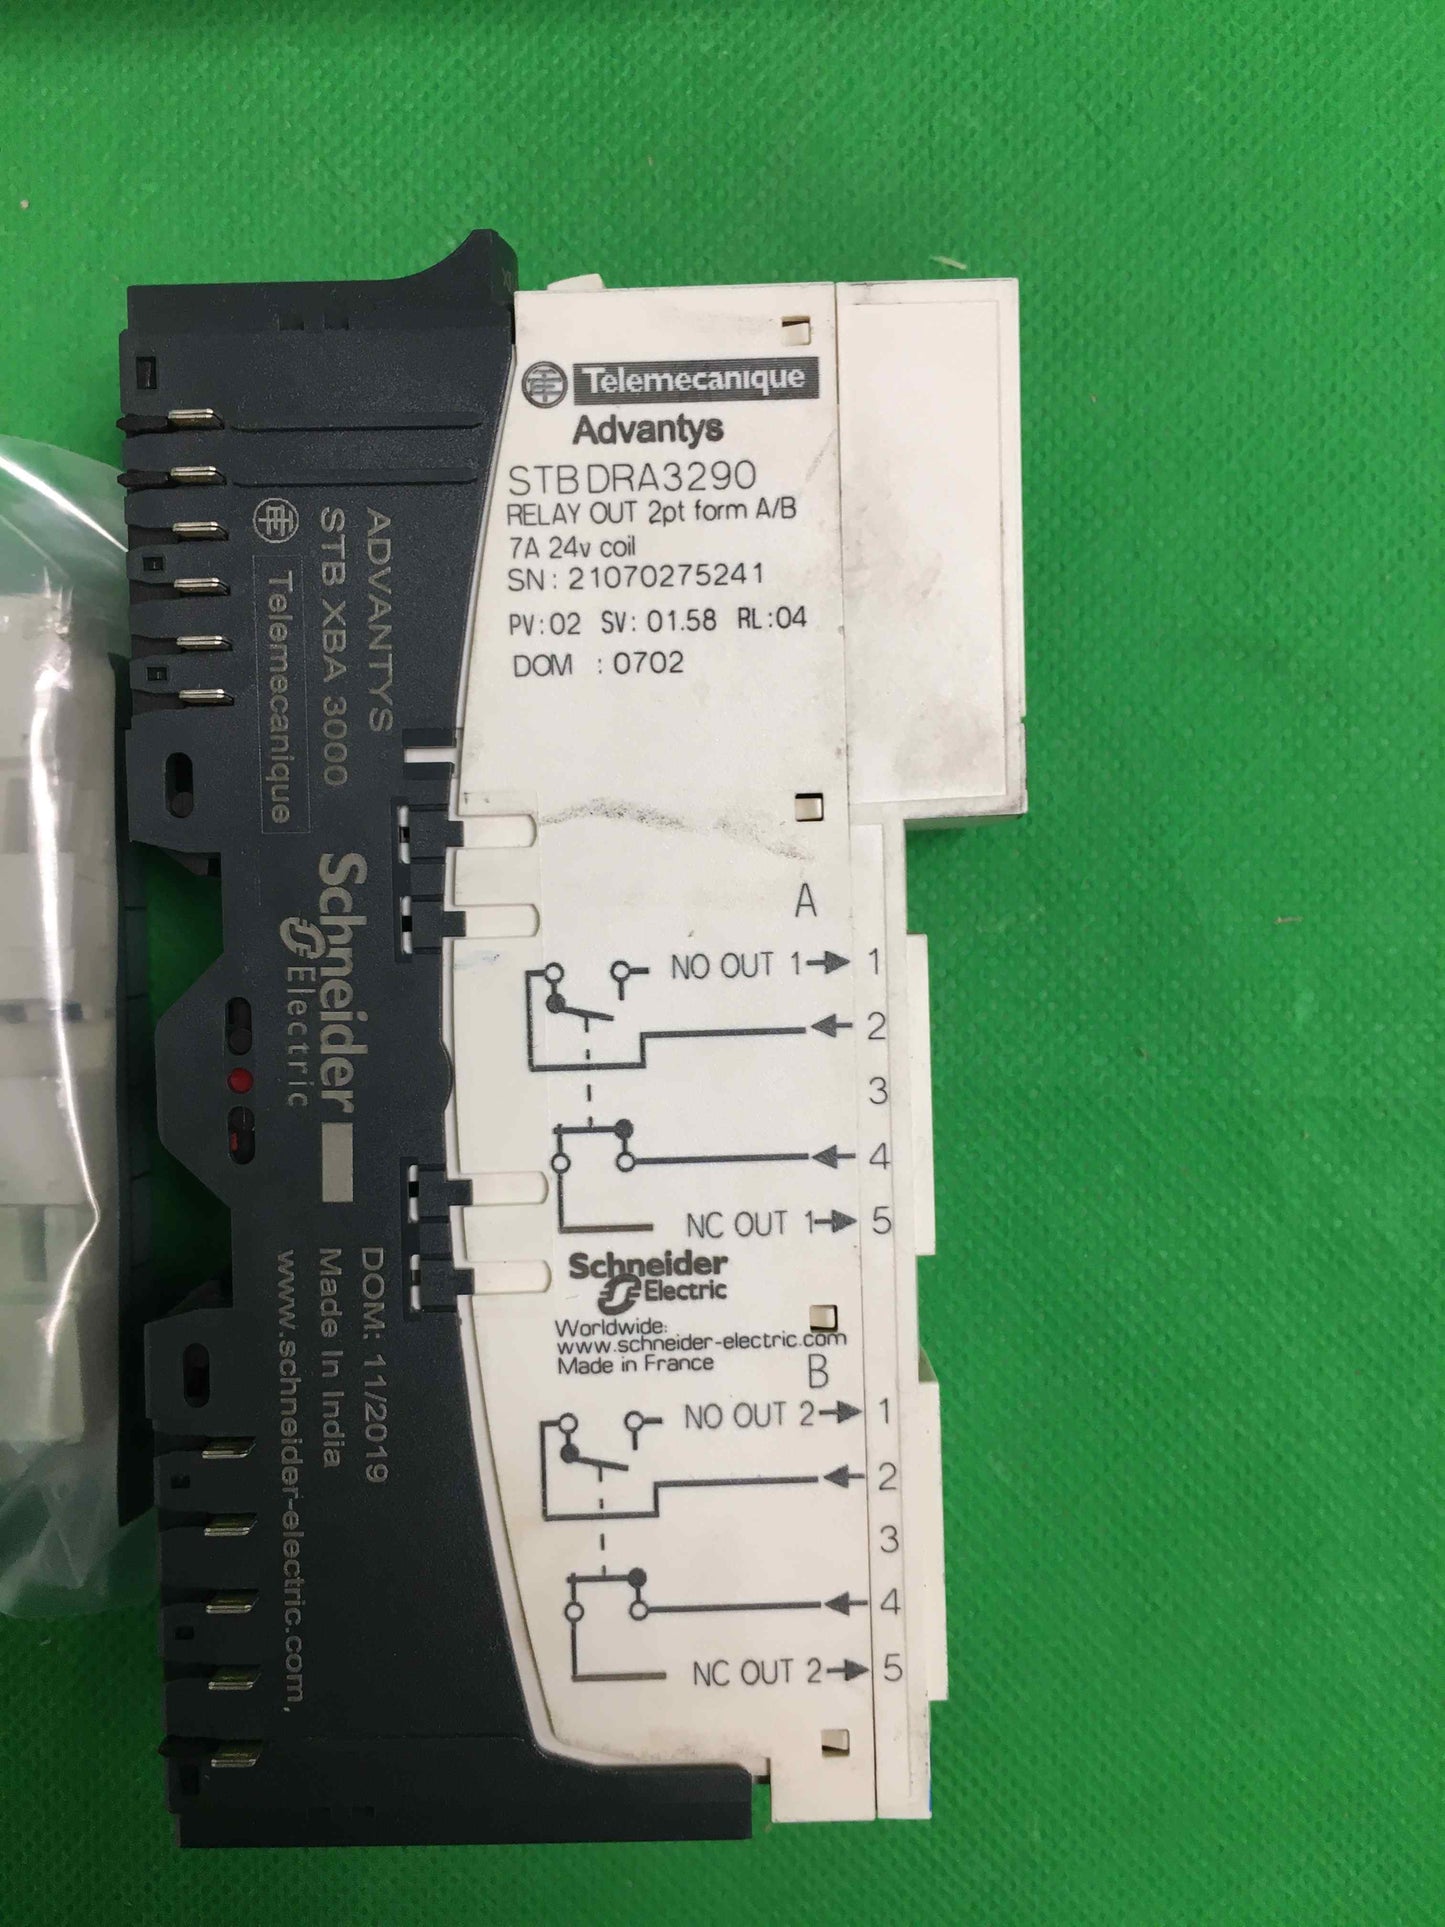 Telemecanique
Advantys
STB DRA3290
RELAY OUT 2pt form A/B
7A 24v coil
SN: 21070275241
PV:02 SV: 01.58 RL:04
DOM : 0702
A
NO OUT 1 1
2
3
4
NC OUT 1 5
Schneider
Electric
Worldwide:
www.schneider-electric.com
Made in France
B
NO OUT 2 1
2
3
4
NC OUT 2 5
ADVANTYS
STB XBA 3000
Telemecanique
Schneider
Electric
DOM: 11/2019
Made In India
www.schneider-electric.com,